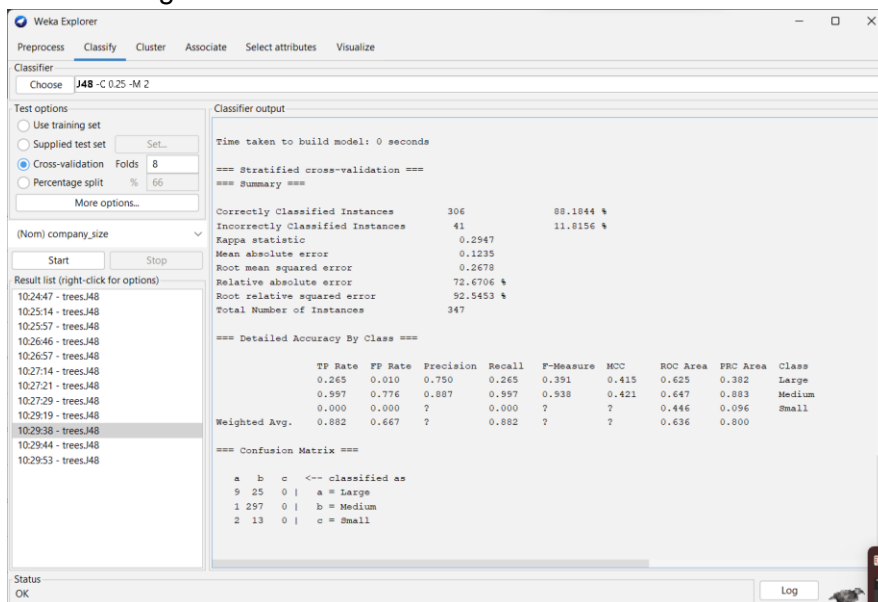 Weka Explorer
Preprocess Classify Cluster Associate Select attributes Visualize
Classifier
Choose J48 -C 0.25 -M 2
Test options
Use training set
Supplied test set Set...
Cross-validation Folds 8
Percentage split % 66
More options...
(Nom) company_size
Start Stop
Result list (right-click for options)
10:24:47 - trees.J48
10:25:14 - trees.J48
10:25:57 - trees.J48
10:26:46 - trees.J48
10:26:57 - trees.J48
10:27:14 - trees.J48
10:27:21 - trees.J48
10:27:29 - trees.J48
10:29:19 - trees.J48
10:29:38 - trees.J48
10:29:44 - trees.J48
10:29:53 - trees.J48
Classifier output
Time taken to build model: 0 seconds
=== Stratified cross-validation ===
=== Summary ===
Correctly Classified Instances 306 88.1844 %
Incorrectly Classified Instances 41 11.8156 %
Kappa statistic 0.2947
Mean absolute error 0.1235
Root mean squared error 0.2678
Relative absolute error 72.6706 %
Root relative squared error 92.5453 %
Total Number of Instances 347
=== Detailed Accuracy By Class ===
TP Rate FP Rate Precision Recall F-Measure MCC ROC Area PRC Area Class
0.265 0.010 0.750 0.265 0.391 0.415 0.625 0.382 Large
0.997 0.776 0.887 0.997 0.938 0.421 0.647 0.883 Medium
0.000 0.000 ? 0.000 ? ? 0.446 0.096 Small
Weighted Avg. 0.882 0.667 ? 0.882 ? ? 0.636 0.800
=== Confusion Matrix ===
a b c <-- classified as
9 25 0 | a = Large
1 297 0 | b = Medium
2 13 0 | c = Small
Status
OK
Log